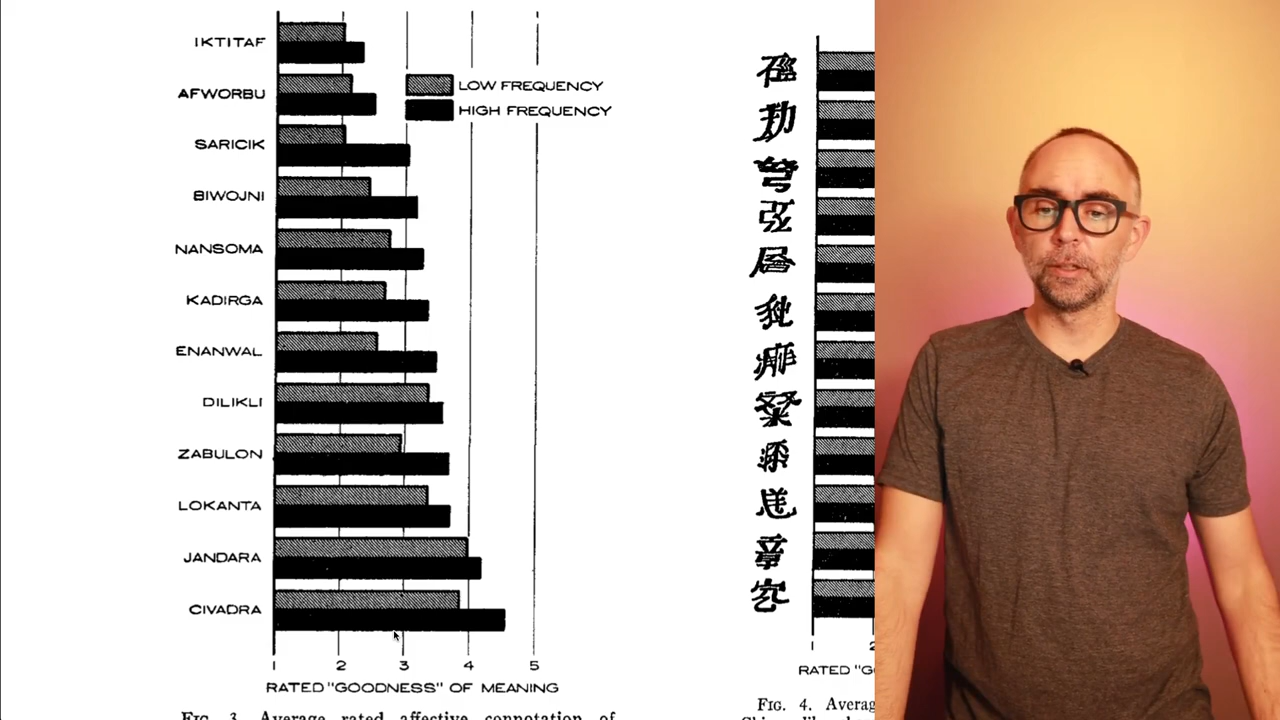 IKTITAF
AFWORBU
SARICIK
BIWOJNI
NANSOMA
KADIRGA
ENANWAL
DILIKLI
ZABULON
LOKANTA
JANDARA
CIVADRA
LOW FREQUENCY
HIGH FREQUENCY
1 2 3 4 5
RATED "GOODNESS" OF MEANING
FIG. 3. Average rated affective connotation of
1
RATED "G
FIG. 4. Averag